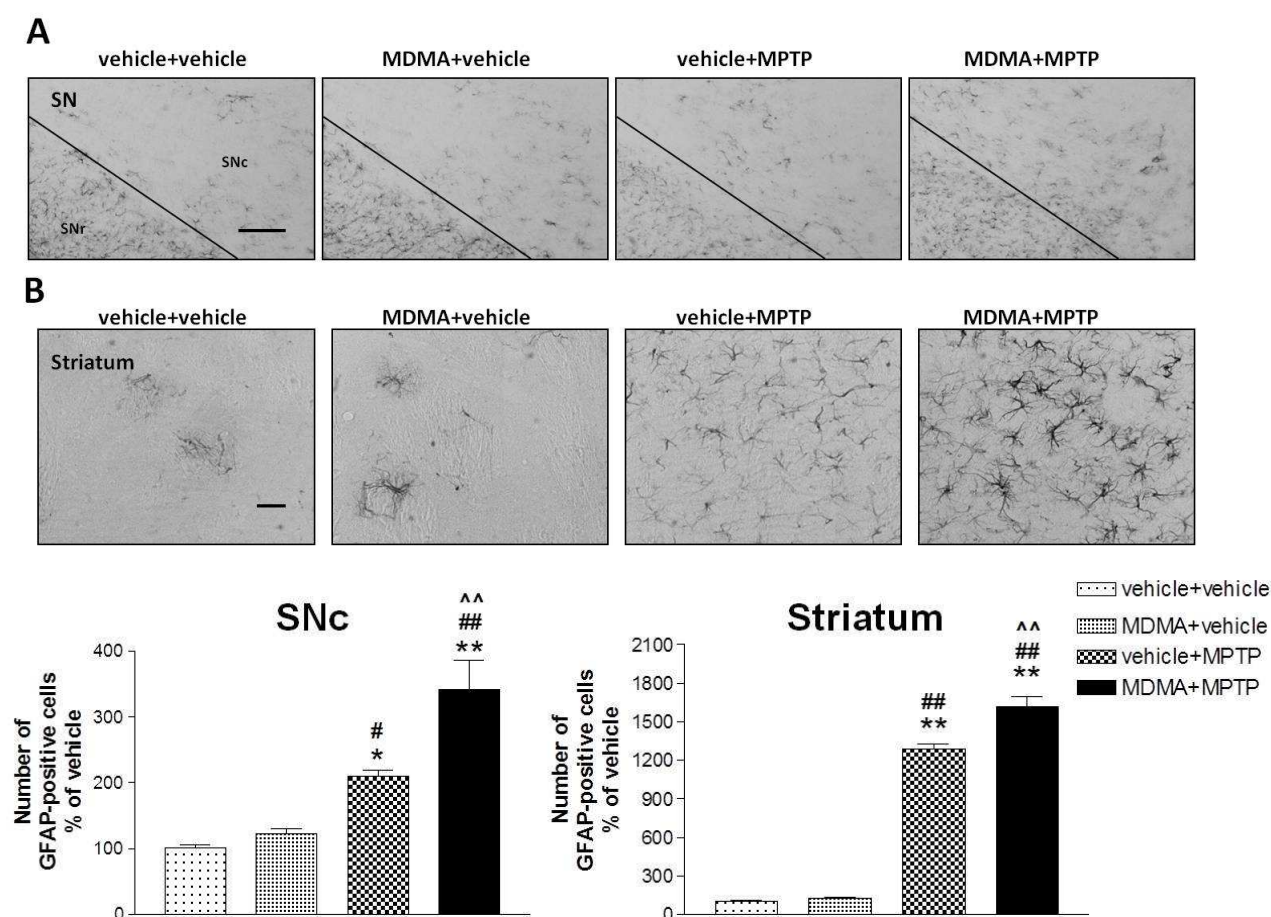 A
vehicle+vehicle
MDMA+vehicle
vehicle+MPTP
MDMA+MPTP
SN
SNc
SNr
B
vehicle+vehicle
MDMA+vehicle
vehicle+MPTP
MDMA+MPTP
Striatum
SNc
Number of
GFAP-positive cells
% of vehicle
400
300
200
100
0
#
*
^^
##
**
Striatum
Number of
GFAP-positive cells
% of vehicle
2100
1800
1500
1200
900
600
300
0
##
**
^^
##
**
vehicle+vehicle
MDMA+vehicle
vehicle+MPTP
MDMA+MPTP